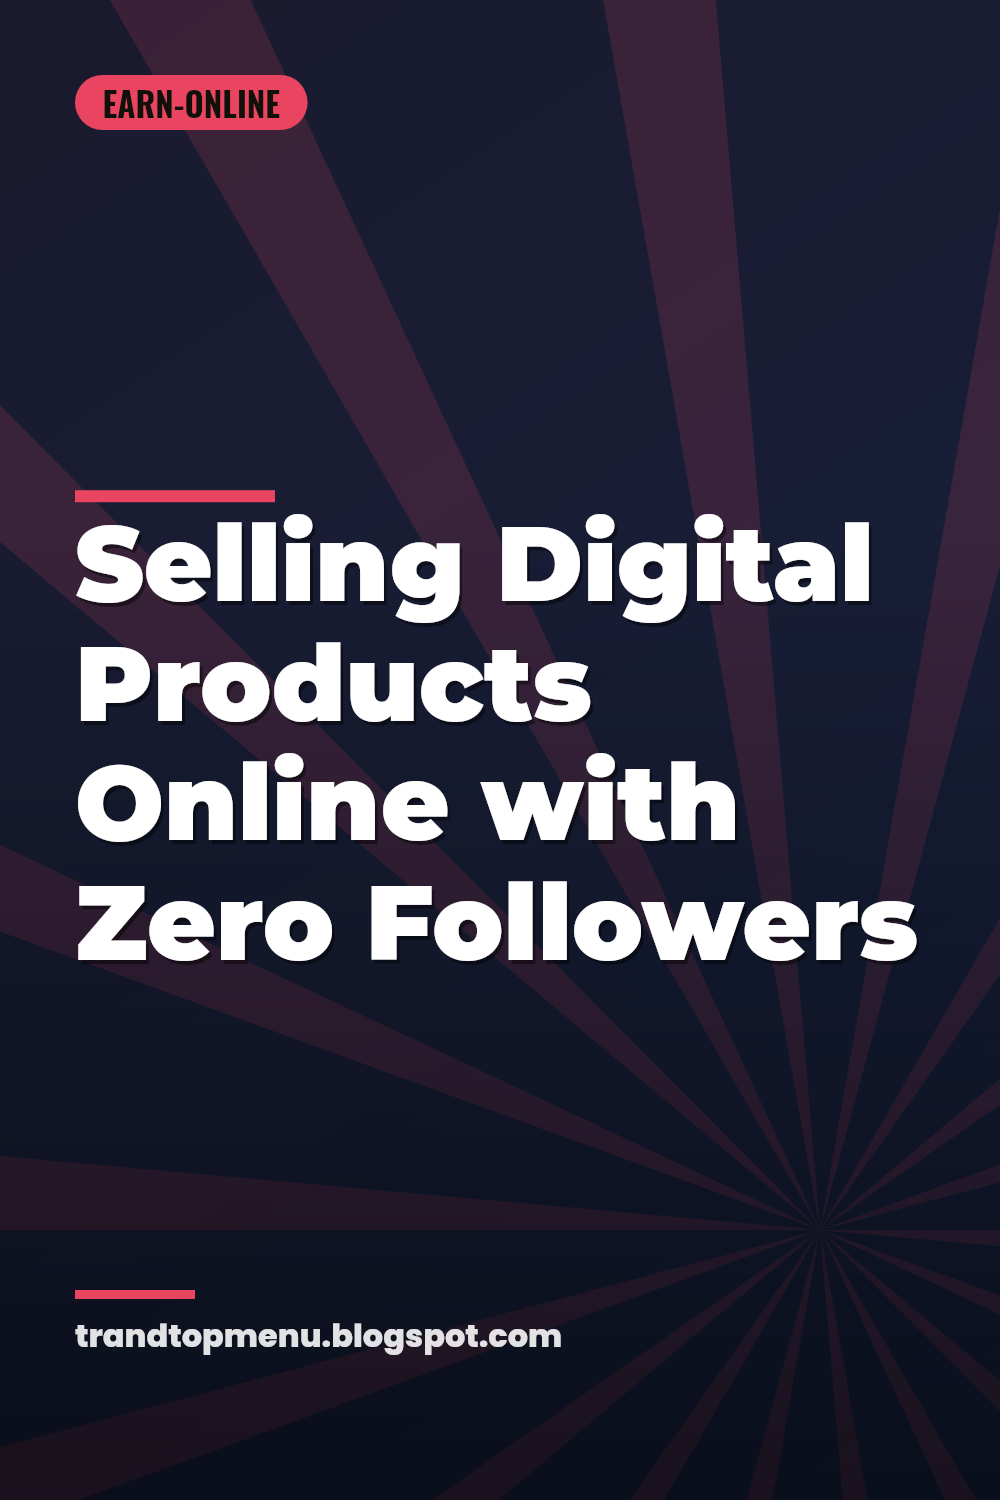 EARN-ONLINE
Selling Digital
Products
Online with
Zero Followers
trandtopmenu.blogspot.com